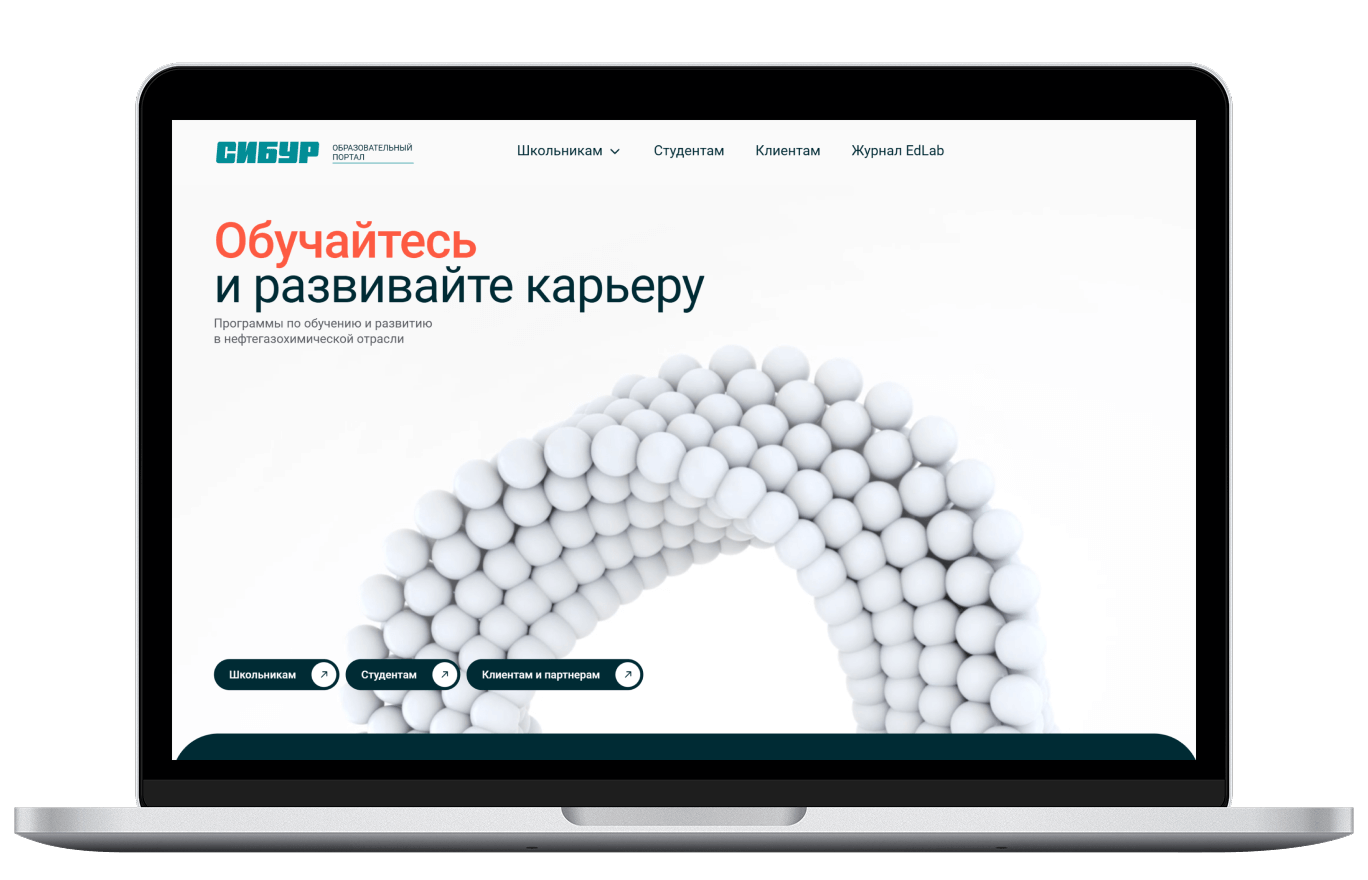 СИБУР
ОБРАЗОВАТЕЛЬНЫЙ
ПОРТАЛ
Школьникам
Студентам
Клиентам
Журнал EdLab
Обучайтесь
и развивайте карьеру
Программы по обучению и развитию
в нефтегазохимической отрасли
Школьникам
Студентам
Клиентам и партнерам